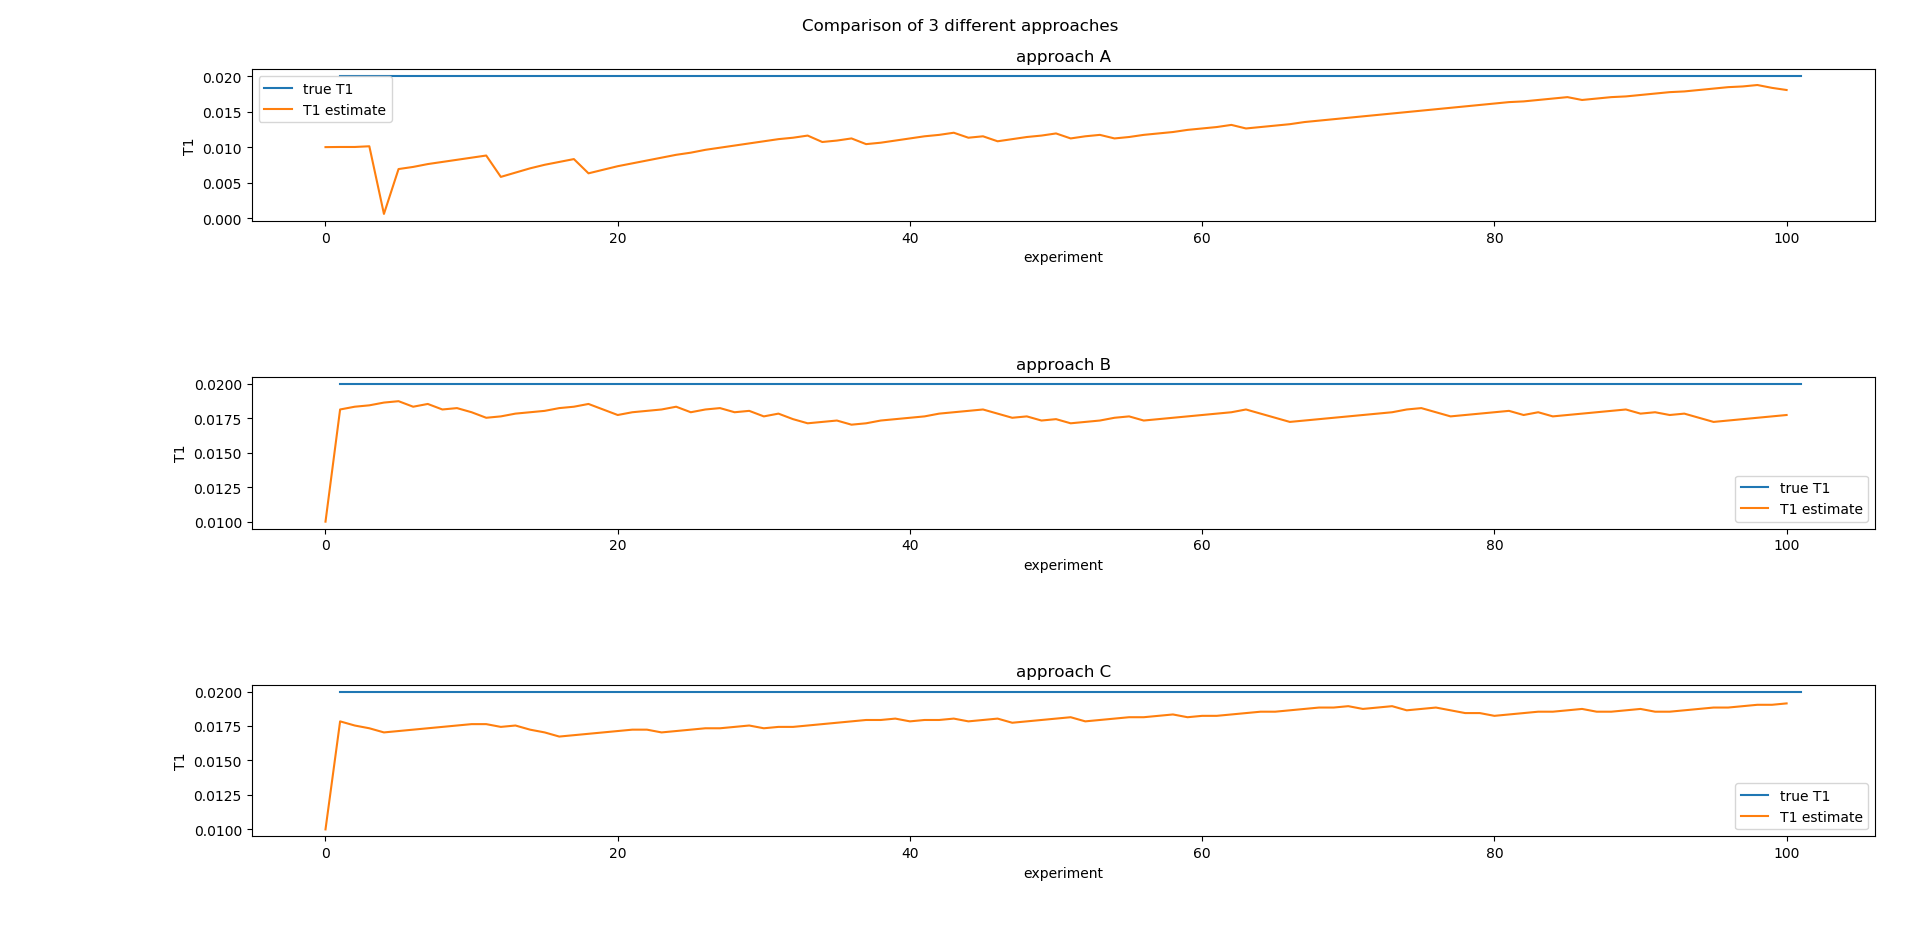 Comparison of 3 different approaches
approach A
true T1
T1 estimate
T1
0.020
0.015
0.010
0.005
0.000
0 20 40 60 80 100
experiment
approach B
T1
0.0200
0.0175
0.0150
0.0125
0.0100
true T1
T1 estimate
0 20 40 60 80 100
experiment
approach C
T1
0.0200
0.0175
0.0150
0.0125
0.0100
true T1
T1 estimate
0 20 40 60 80 100
experiment